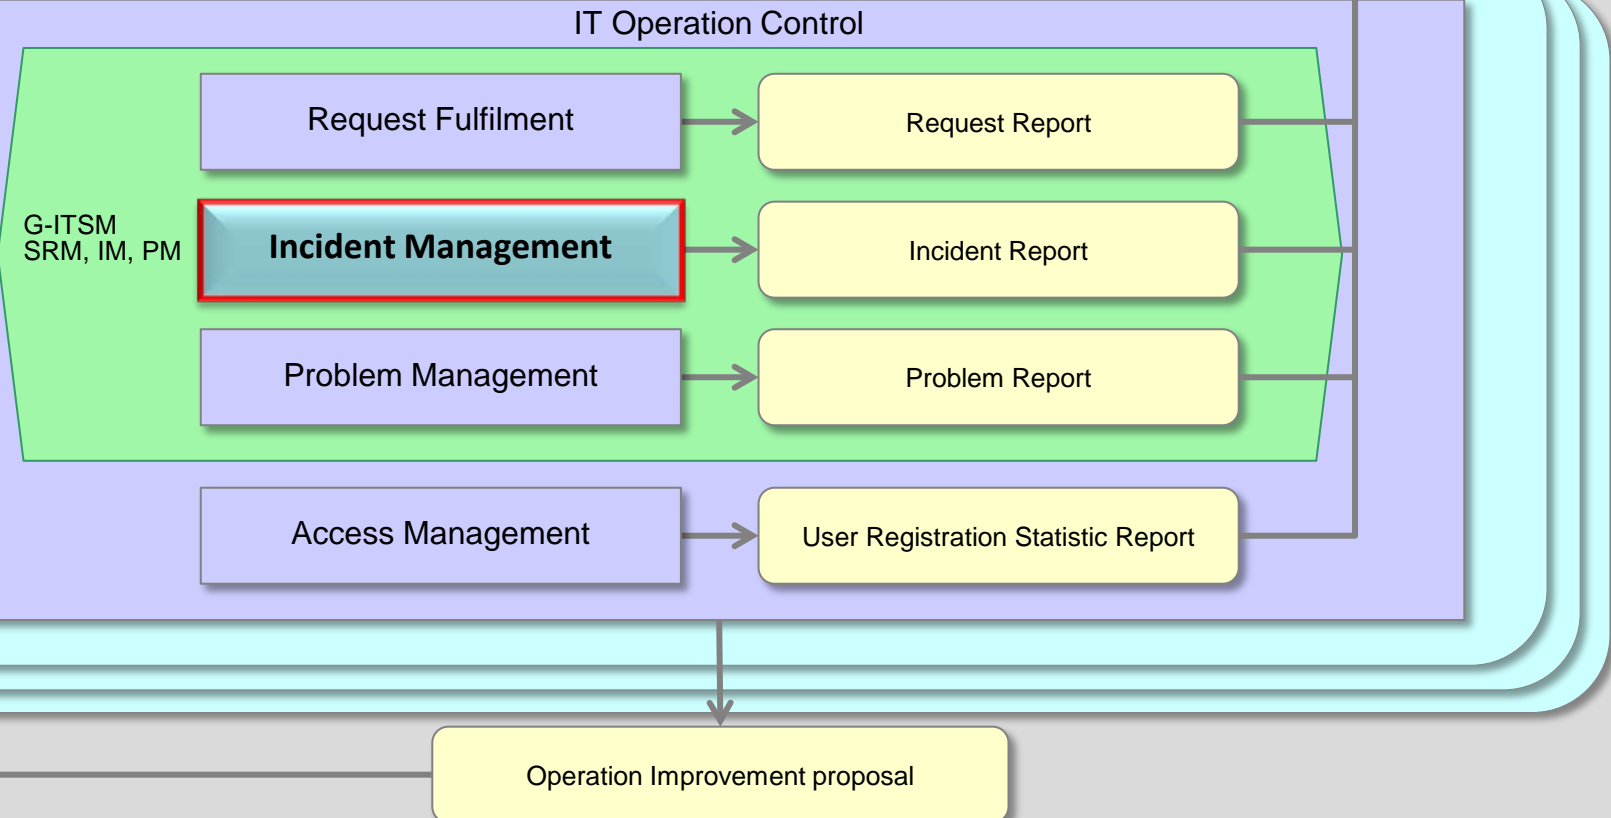 IT Operation Control
Request Fulfilment
Request Report
G-ITSM
SRM, IM, PM
Incident Management
Incident Report
Problem Management
Problem Report
Access Management
User Registration Statistic Report
Operation Improvement proposal